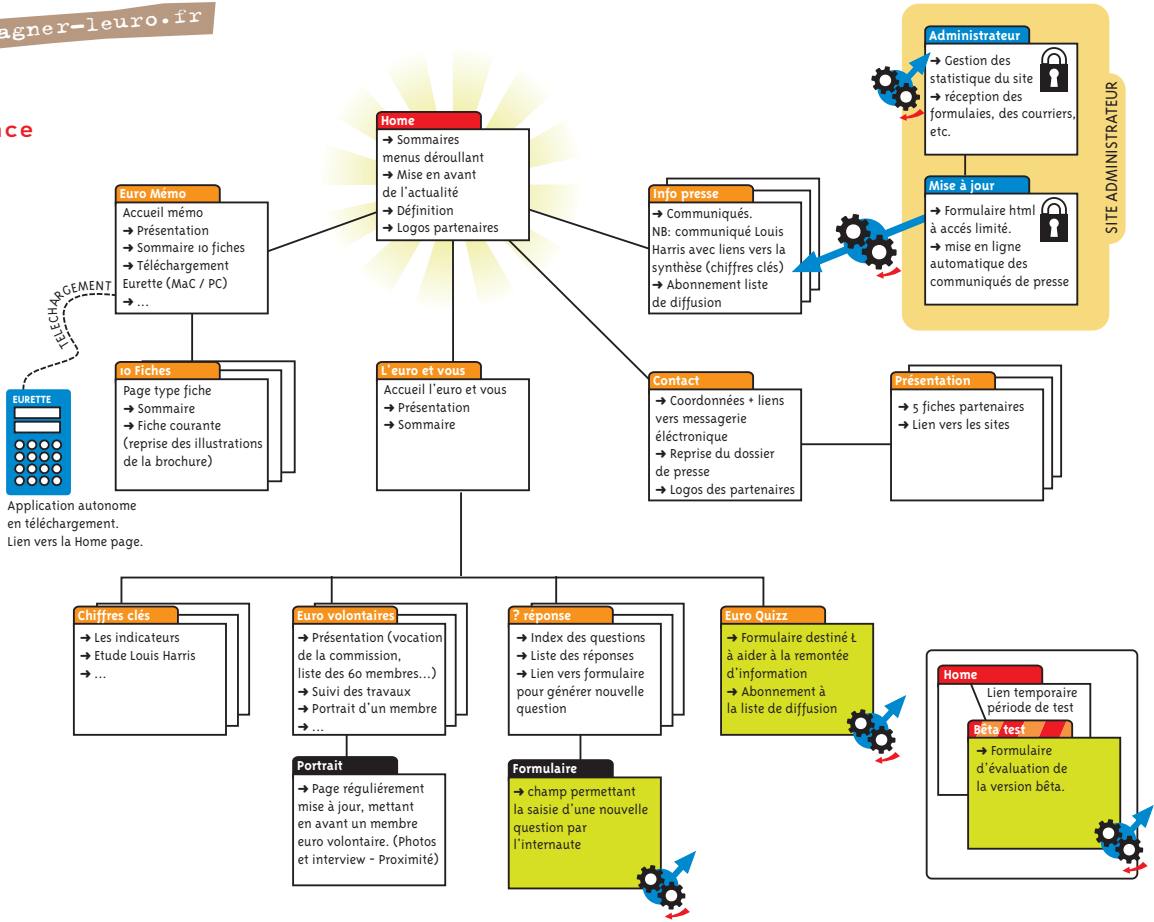 agner-leuro.fr
Home
→ Sommaires
menus déroullant
→ Mise en avant
de l'actualité
→ Définition
→ Logos partenaires
Euro Mémo
Accueil mémo
→ Présentation
→ Sommaire 10 fiches
→ Téléchargement
Eurette (MaC / PC)
→ ...
TELECHARGEMENT
EURETTE
Application autonome
en téléchargement.
Lien vers la Home page.
10 Fiches
Page type fiche
→ Sommaire
→ Fiche courante
(reprise des illustrations
de la brochure)
L'euro et vous
Accueil l'euro et vous
→ Présentation
→ Sommaire
Info presse
→ Communiqués.
NB: communiqué Louis
Harris avec liens vers la
synthèse (chiffres clés)
→ Abonnement liste
de diffusion
Administrateur
→ Gestion des
statistique du site
→ réception des
formulaies, des courriers,
etc.
Mise à jour
→ Formulaire html
à accés limité.
→ mise en ligne
automatique des
communiqués de presse
SITE ADMINISTRATEUR
Contact
→ Coordonnées + liens
vers messagerie
éléctronique
→ Reprise du dossier
de presse
→ Logos des partenaires
Présentation
→ 5 fiches partenaires
→ Lien vers les sites
Chiffres clés
→ Les indicateurs
→ Etude Louis Harris
→ ...
Euro volontaires
→ Présentation (vocation
de la commission,
liste des 60 membres...)
→ Suivi des travaux
→ Portrait d'un membre
→ ...
? réponse
→ Index des questions
→ Liste des réponses
→ Lien vers formulaire
pour générer nouvelle
question
Euro Quizz
→ Formulaire destiné Ł
à aider à la remontée
d'information
→ Abonnement à
la liste de diffusion
Portrait
→ Page réguliérement
mise à jour, mettant
en avant un membre
euro volontaire. (Photos
et interview - Proximité)
Formulaire
→ champ permettant
la saisie d'une nouvelle
question par
l'internaute
Home
Lien temporaire
période de test
Bêta test
→ Formulaire
d'évaluation de
la version bêta.